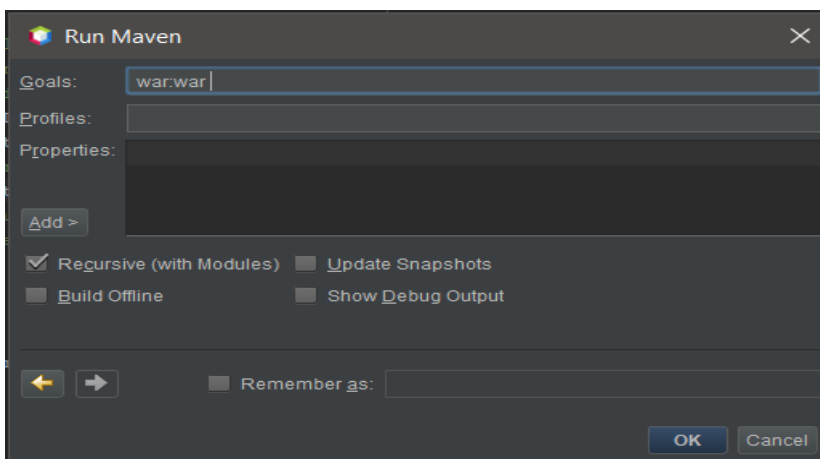 Run Maven
Goals: war:war
Profiles:
Properties:
Add >
Recursive (with Modules) Update Snapshots
Build Offline Show Debug Output
Remember as:
OK Cancel